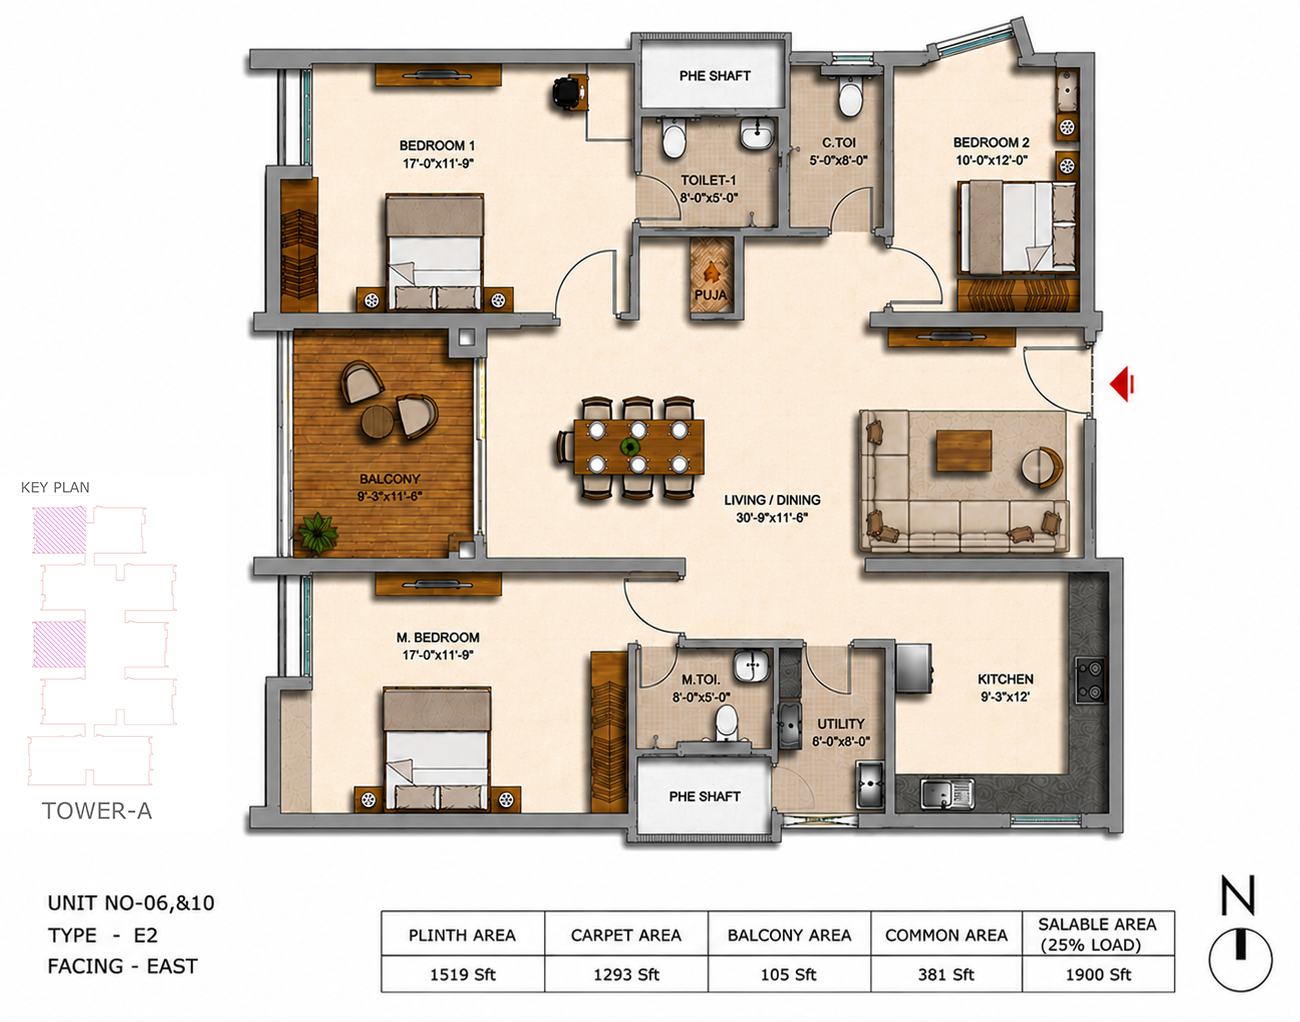 PHE SHAFT
BEDROOM 1
17'-0"x11'-9"
C.TOI
5'-0"x8'-0"
BEDROOM 2
10'-0"x12'-0"
TOILET-1
8'-0"x5'-0"
PUJA
BALCONY
9'-3"x11'-6"
LIVING / DINING
30'-9"x11'-6"
KEY PLAN
TOWER-A
M. BEDROOM
17'-0"x11'-9"
M.TOI.
8'-0"x5'-0"
UTILITY
6'-0"x8'-0"
KITCHEN
9'-3"x12'
PHE SHAFT
UNIT NO-06,&10
TYPE - E2
FACING - EAST
PLINTH AREA CARPET AREA BALCONY AREA COMMON AREA SALABLE AREA (25% LOAD)
1519 Sft 1293 Sft 105 Sft 381 Sft 1900 Sft
N